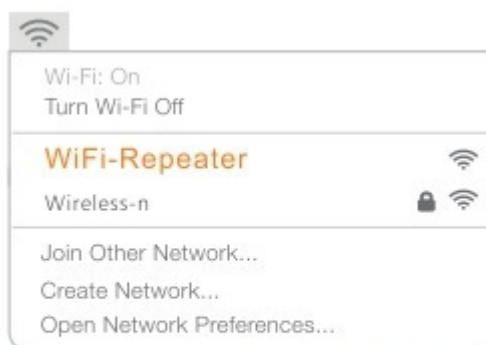 Wi-Fi: On
Turn Wi-Fi Off
WiFi-Repeater
Wireless-n
Join Other Network...
Create Network...
Open Network Preferences...